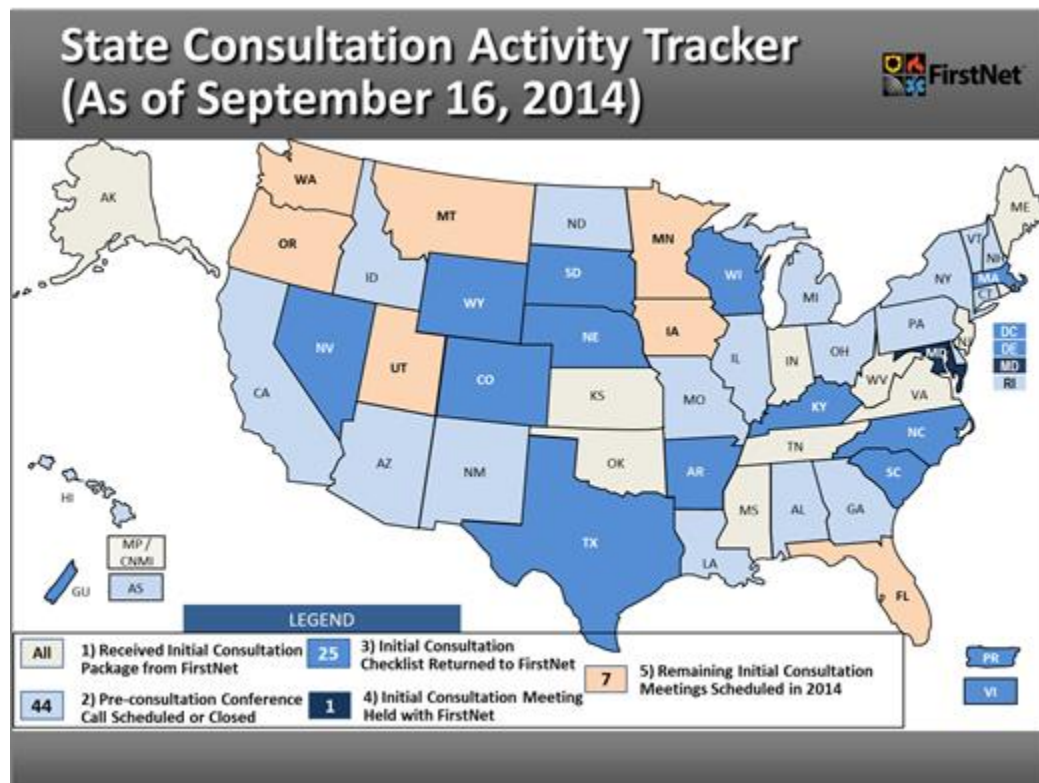 State Consultation Activity Tracker
(As of September 16, 2014)
FirstNet
AK
WA
MT
ND
MN
ME
OR
ID
SD
WI
VT
NH
NY
MA
CT
WY
MI
NV
NE
IA
PA
NJ
DC
DE
MD
RI
MD
UT
CO
IL
IN
OH
WV
VA
CA
KS
MO
KY
NC
AZ
NM
OK
AR
TN
SC
MS
AL
GA
HI
TX
LA
FL
MP /
CNMI
GU
AS
PR
VI
LEGEND
All
1) Received Initial Consultation
Package from FirstNet
44
2) Pre-consultation Conference
Call Scheduled or Closed
25
3) Initial Consultation
Checklist Returned to FirstNet
1
4) Initial Consultation Meeting
Held with FirstNet
7
5) Remaining Initial Consultation
Meetings Scheduled in 2014